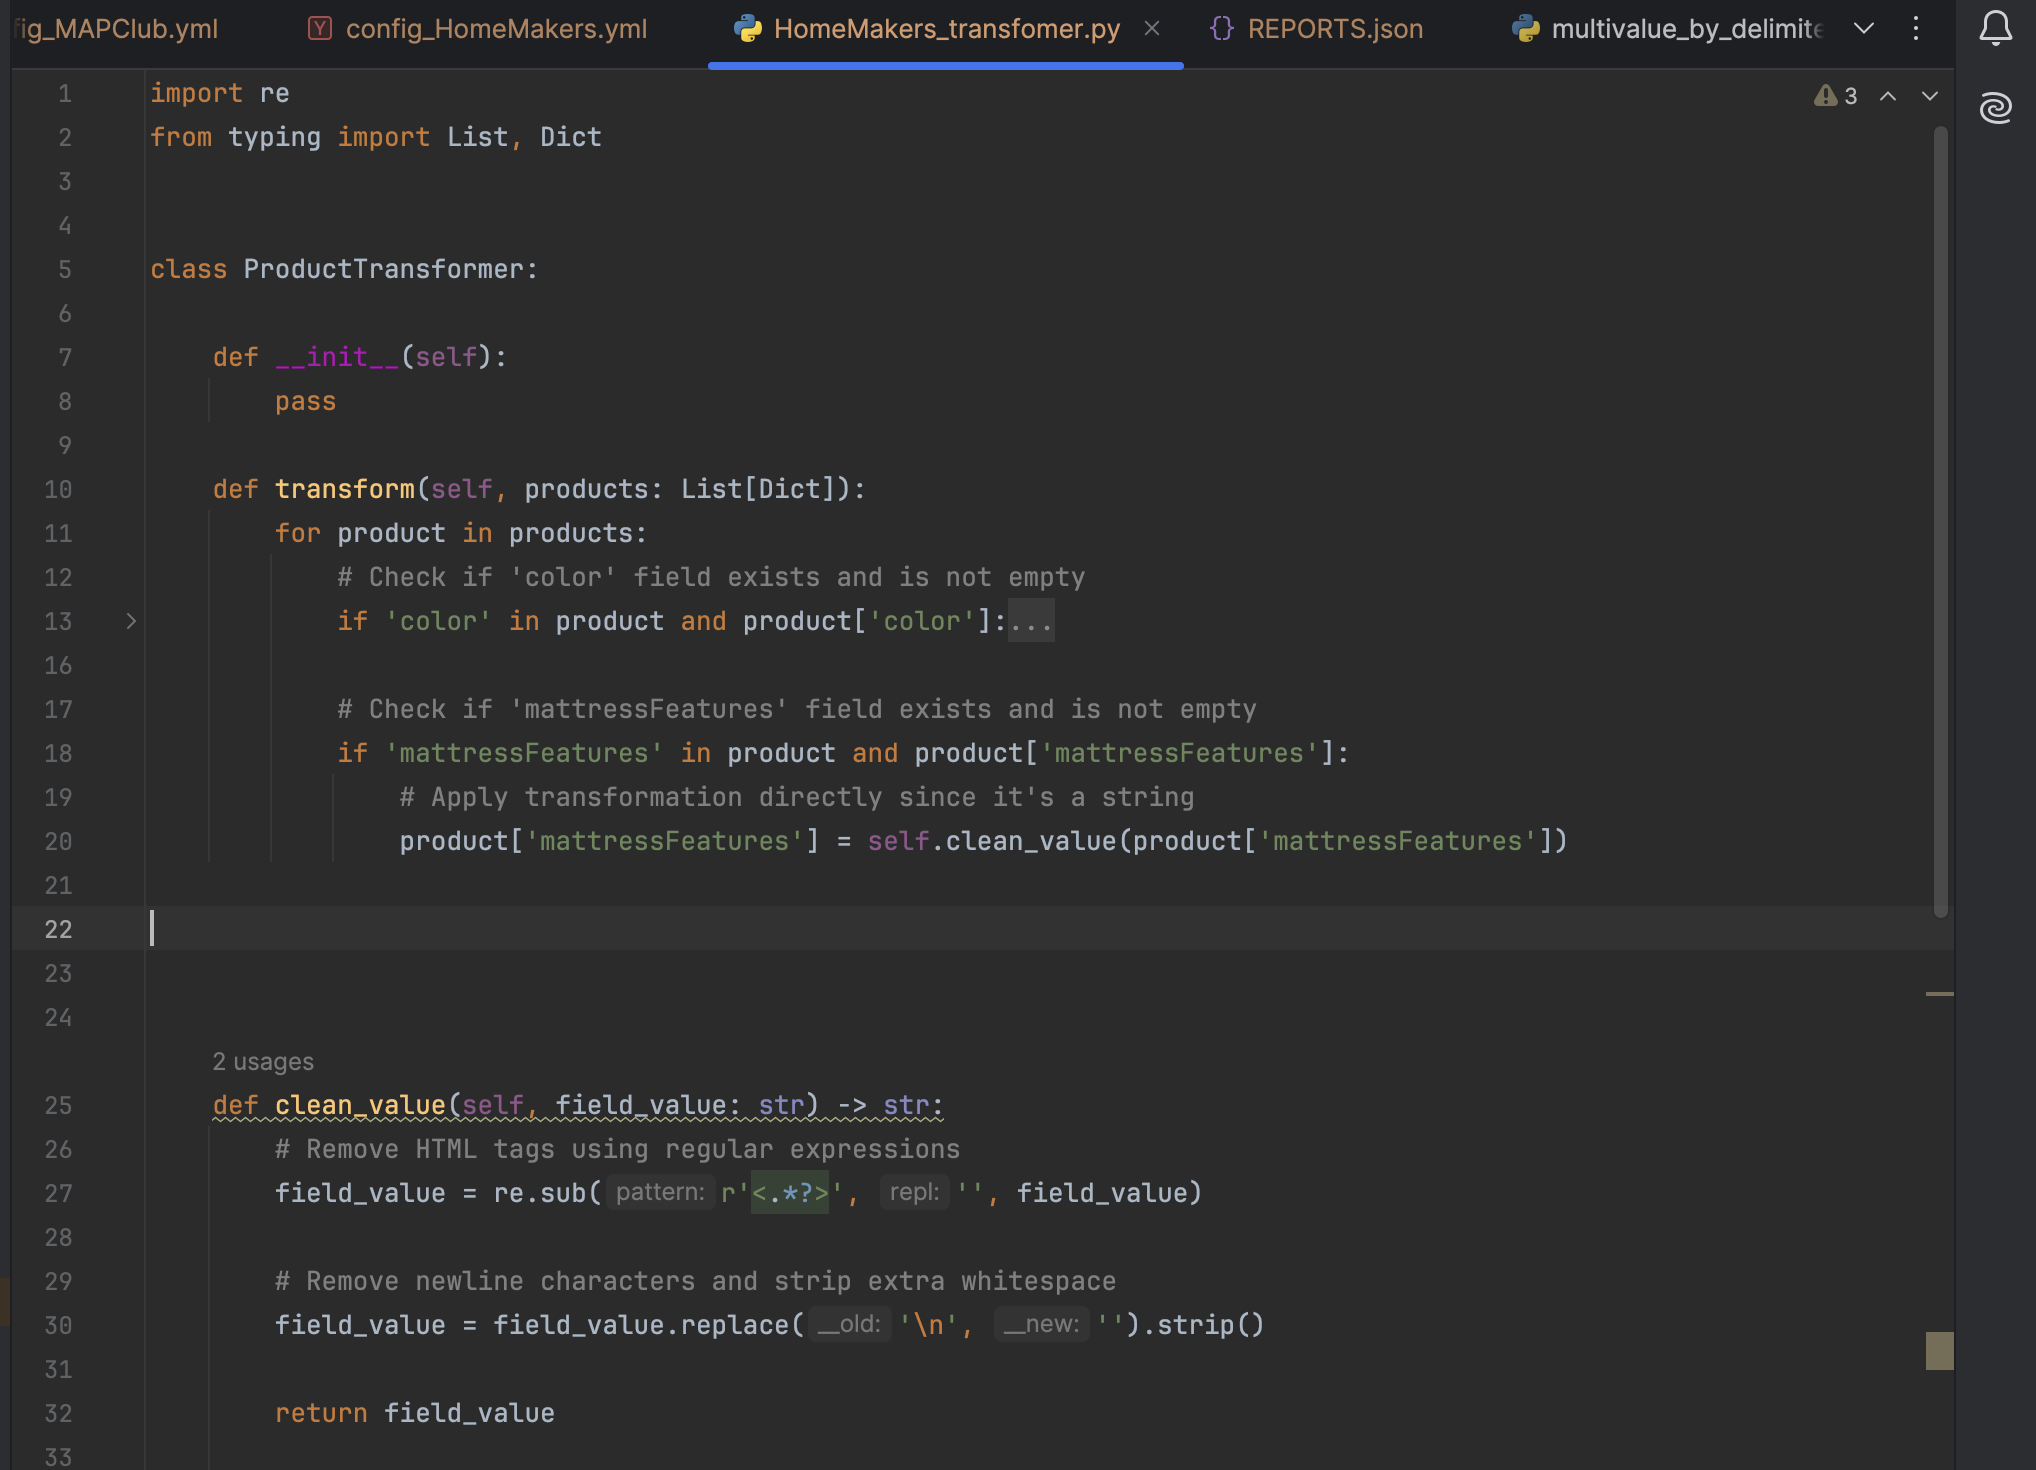 fig_MAPClub.yml config_HomeMakers.yml HomeMakers_transfomer.py REPORTS.json multivalue_by_delimite
3
1 import re
2 from typing import List, Dict
3
4
5 class ProductTransformer:
6
7 def __init__(self):
8 pass
9
10 def transform(self, products: List[Dict]):
11 for product in products:
12 # Check if 'color' field exists and is not empty
13 if 'color' in product and product['color']:...
16
17 # Check if 'mattressFeatures' field exists and is not empty
18 if 'mattressFeatures' in product and product['mattressFeatures']:
19 # Apply transformation directly since it's a string
20 product['mattressFeatures'] = self.clean_value(product['mattressFeatures'])
21
22
23
24
2 usages
25 def clean_value(self, field_value: str) -> str:
26 # Remove HTML tags using regular expressions
27 field_value = re.sub( pattern: r'<.*?>', repl: '', field_value)
28
29 # Remove newline characters and strip extra whitespace
30 field_value = field_value.replace( __old: '\n', __new: '').strip()
31
32 return field_value
33